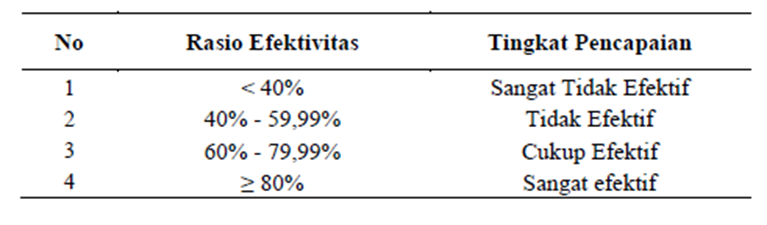 No Rasio Efektivitas Tingkat Pencapaian
1 < 40% Sangat Tidak Efektif
2 40% - 59,99% Tidak Efektif
3 60% - 79,99% Cukup Efektif
4 ≥ 80% Sangat efektif